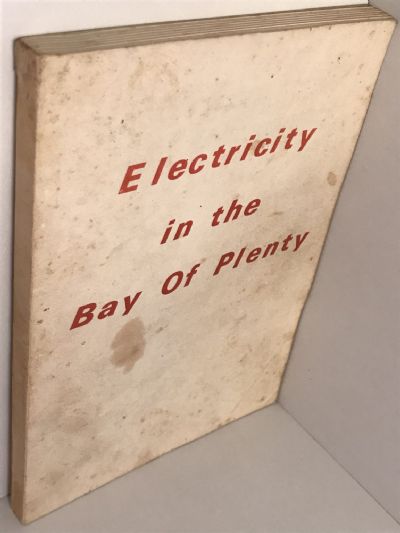 Electricity
in the
Bay Of Plenty